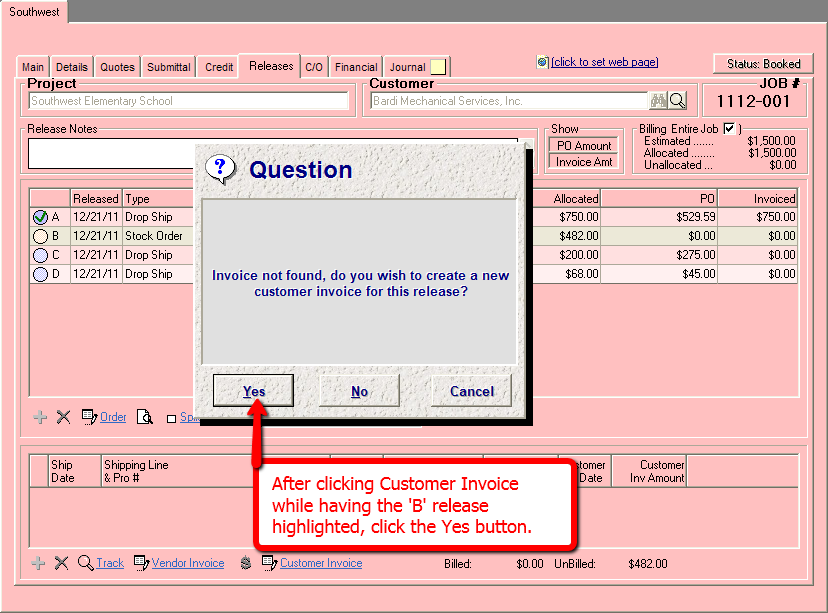 Southwest
Main Details Quotes Submittal Credit Releases C/O Financial Journal
[click to set web page)
Status: Booked
Project
Southwest Elementary School
Customer
Bardi Mechanical Services, Inc.
JOB #
1112-001
Release Notes
Show
PO Amount
Invoice Amt
Billing Entire Job )
Estimated ....... $1,500.00
Allocated ........ $1,500.00
Unallocated ... $0.00
Released Type Allocated PO Invoiced
A 12/21/11 Drop Ship $750.00 $529.59 $750.00
B 12/21/11 Stock Order $482.00 $0.00 $0.00
C 12/21/11 Drop Ship $200.00 $275.00 $0.00
D 12/21/11 Drop Ship $68.00 $45.00 $0.00
? Question
Invoice not found, do you wish to create a new
customer invoice for this release?
Yes No Cancel
Order
After clicking Customer Invoice
while having the 'B' release
highlighted, click the Yes button.
Ship
Date
Shipping Line
& Pro #
Date
Customer
Inv Amount
Track Vendor Invoice $ Customer Invoice Billed: $0.00 UnBilled: $482.00